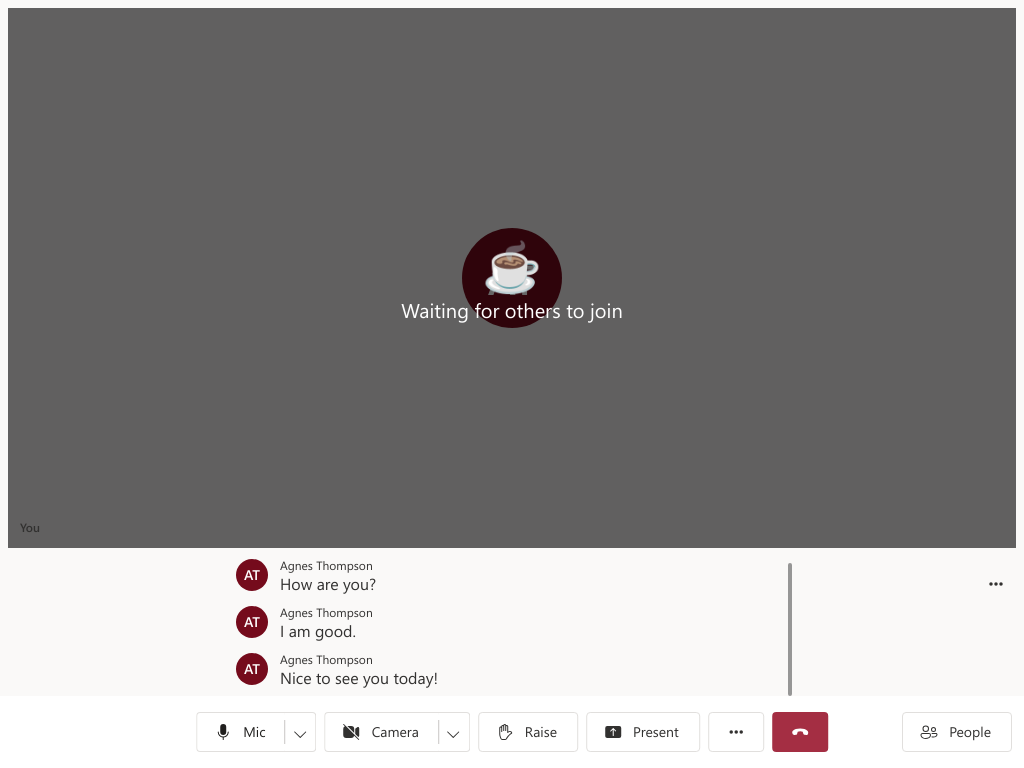 Waiting for others to join
You
AT
Agnes Thompson
How are you?
AT
Agnes Thompson
I am good.
AT
Agnes Thompson
Nice to see you today!
Mic
Camera
Raise
Present
People